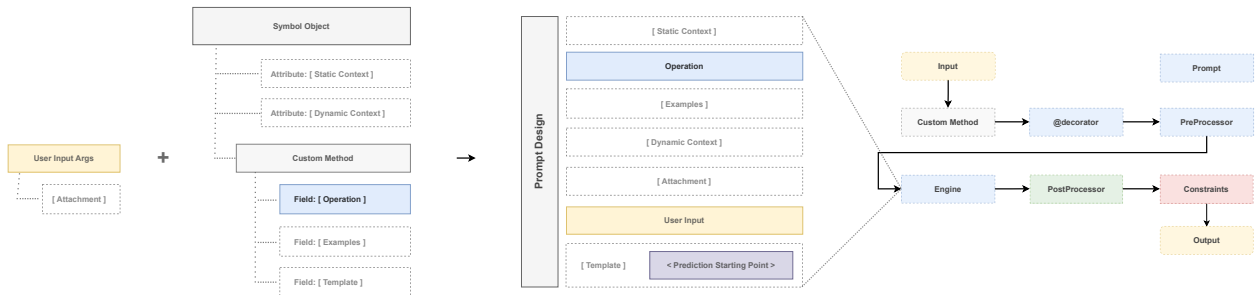 User Input Args
[ Attachment ]
+
Symbol Object
Attribute: [ Static Context ]
Attribute: [ Dynamic Context ]
Custom Method
Field: [ Operation ]
Field: [ Examples ]
Field: [ Template ]
Prompt Design
[ Static Context ]
Operation
[ Examples ]
[ Dynamic Context ]
[ Attachment ]
User Input
[ Template ]
< Prediction Starting Point >
Input
Prompt
Custom Method
@decorator
PreProcessor
Engine
PostProcessor
Constraints
Output